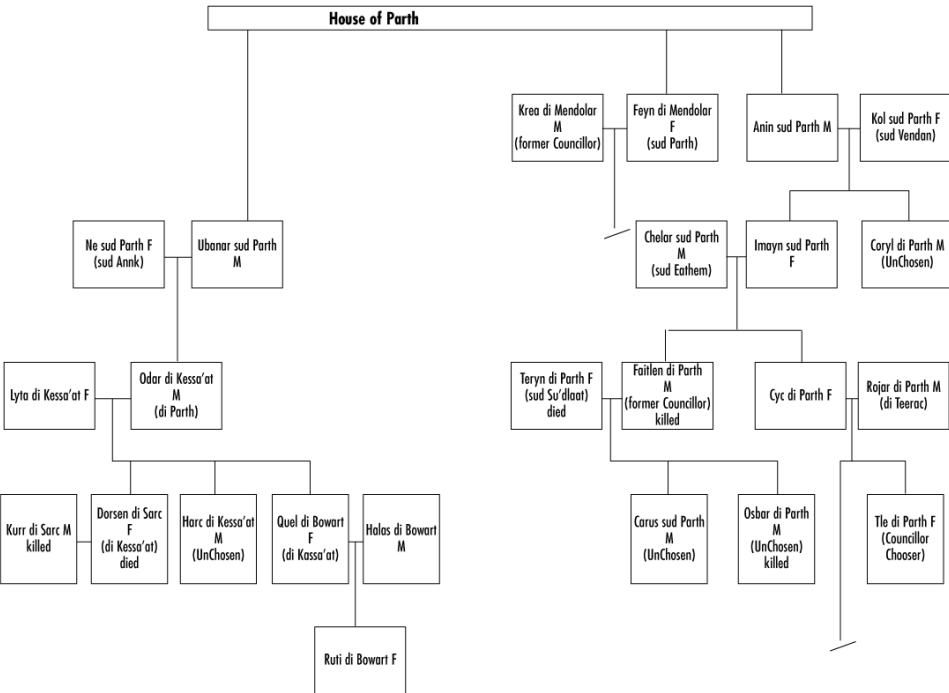 House of Parth
Krea di Mendolar
M
(former Councillor)
Feyn di Mendolar
F
(sud Parth)
Anin sud Parth M
Kol sud Parth F
(sud Vendan)
Ne sud Parth F
(sud Annk)
Ubanar sud Parth
M
Chelar sud Parth
M
(sud Eathem)
Imayn sud Parth
F
Coryl di Parth M
(UnChosen)
Lyta di Kessa'at F
Odar di Kessa'at
M
(di Parth)
Teryn di Parth F
(sud Su'dlaat)
died
Faitlen di Parth
M
(former Councillor)
killed
Cyc di Parth F
Rojar di Parth M
(di Teerac)
Kurr di Sarc M
killed
Dorsen di Sarc
F
(di Kessa'at)
died
Harc di Kessa'at
M
(UnChosen)
Quel di Bowart
F
(di Kassa'at)
Halas di Bowart
M
Carus sud Parth
M
(UnChosen)
Osbar di Parth
M
(UnChosen)
killed
Tle di Parth F
(Councillor
Chooser)
Ruti di Bowart F